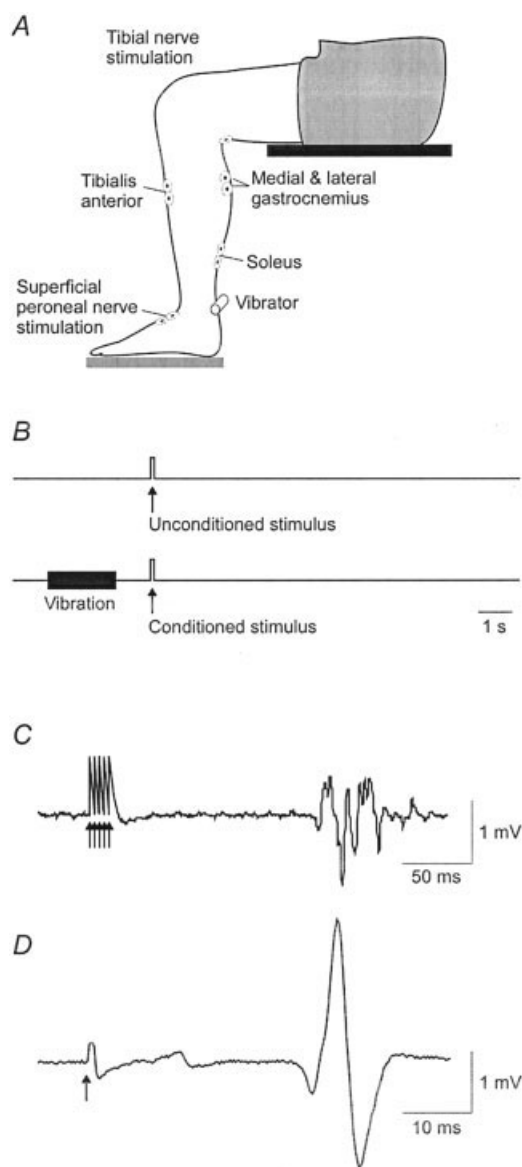 A
Tibial nerve
stimulation
Tibialis
anterior
Medial & lateral
gastrocnemius
Soleus
Superficial
peroneal nerve
stimulation
Vibrator
B
Unconditioned stimulus
Vibration
Conditioned stimulus
1 s
C
1 mV
50 ms
D
1 mV
10 ms